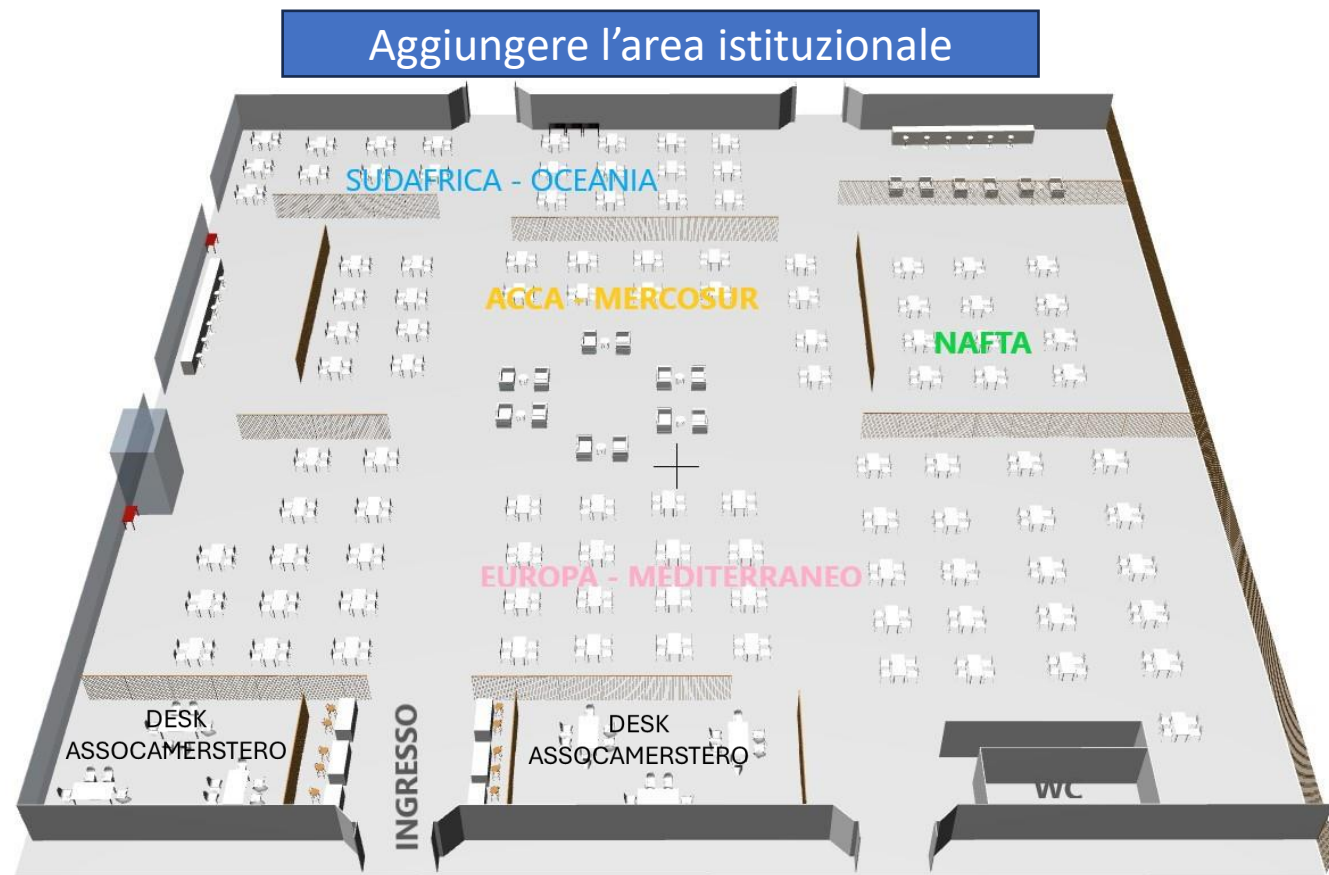 Aggiungere l'area istituzionale
SUDAFRICA - OCEANIA
ACCA - MERCOSUR
NAFTA
EUROPA - MEDITERRANEO
DESK
ASSOCAMERSTERO
DESK
ASSOCAMERSTERO
INGRESSO
WC